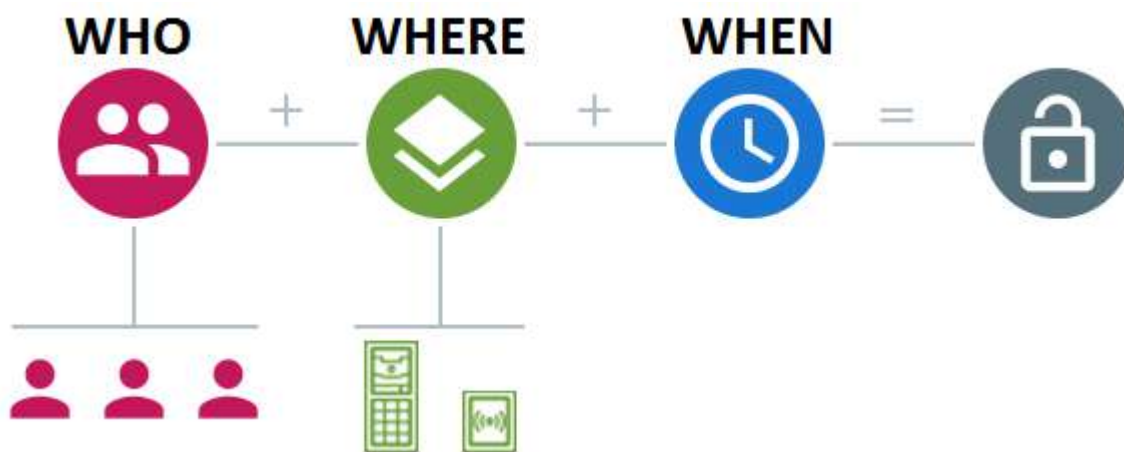 WHO WHERE WHEN
+ + =